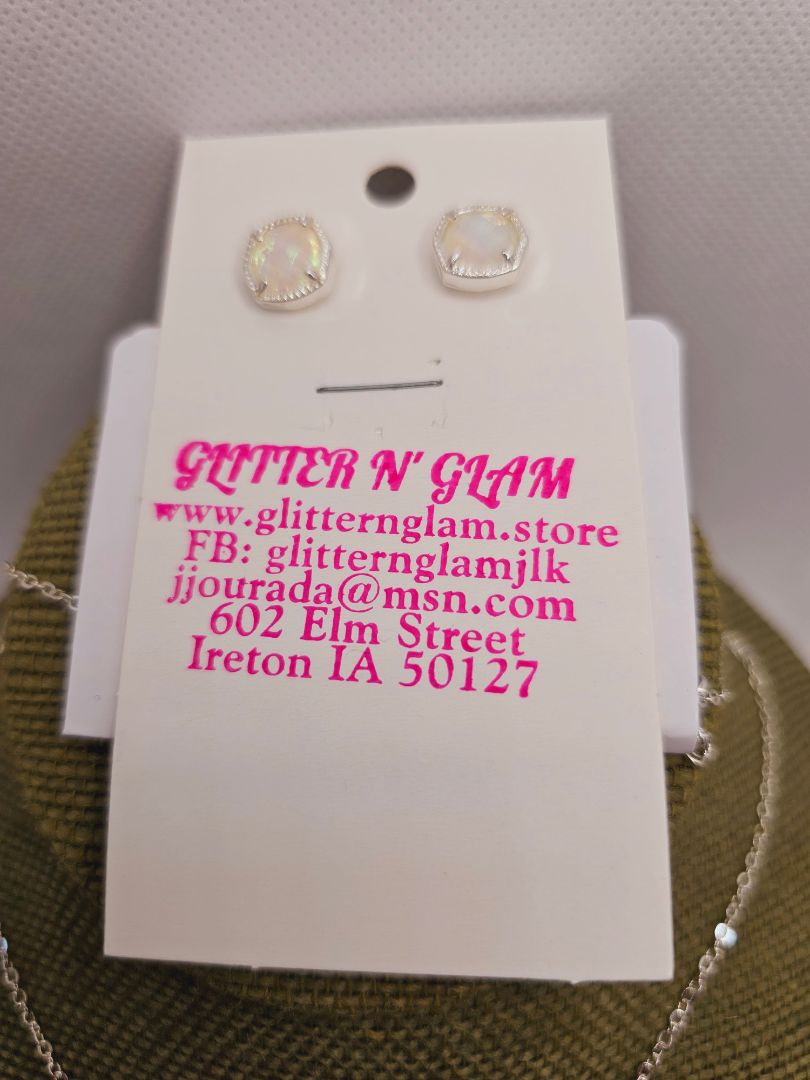 GLITTER N' GLAM
www.glitternglam.store
FB: glitternglamjlk
jjourada@msn.com
602 Elm Street
Ireton IA 50127